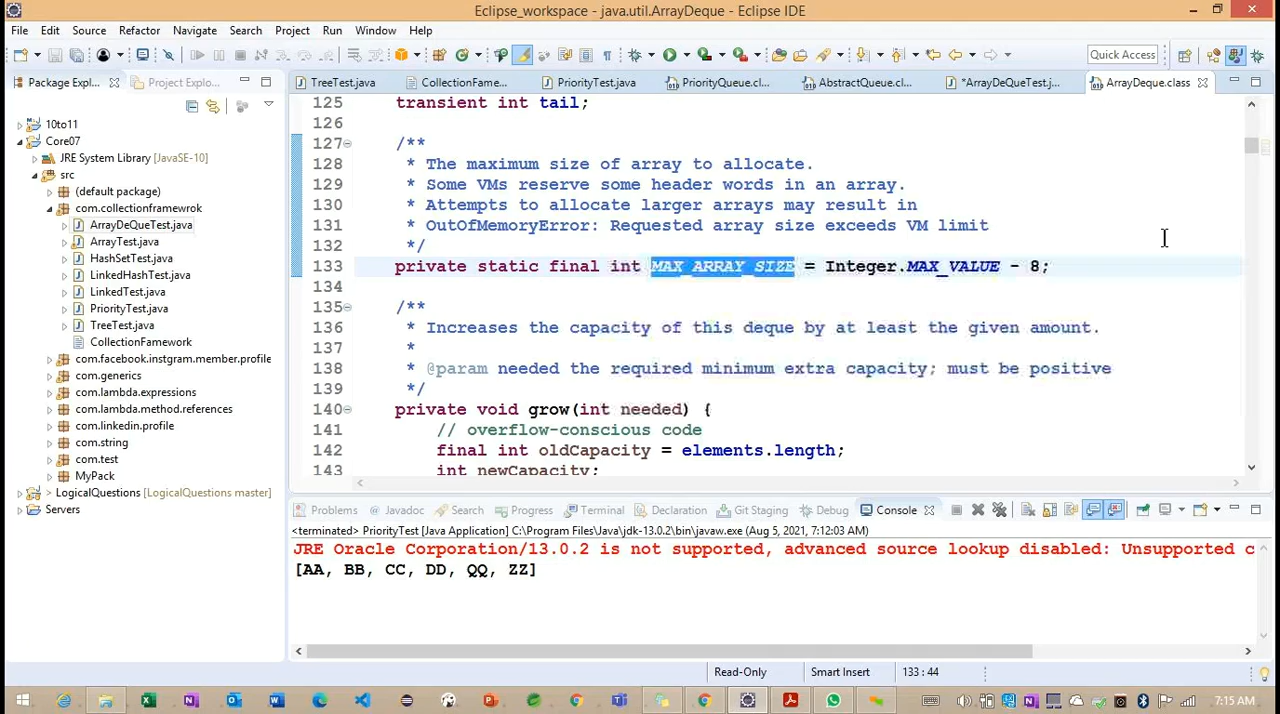 Eclipse_workspace - java.util.ArrayDeque - Eclipse IDE
File Edit Source Refactor Navigate Search Project Run Window Help
Quick Access
Package Expl... Project Explo...
TreeTest.java CollectionFame... PriorityTest.java PriorityQueue.cl... AbstractQueue.cl... *ArrayDeQueTest.j... ArrayDeque.class
10to11
Core07
JRE System Library [JavaSE-10]
src
(default package)
com.collectionframewrok
ArrayDeQueTest.java
ArrayTest.java
HashSetTest.java
LinkedHashTest.java
LinkedTest.java
PriorityTest.java
TreeTest.java
CollectionFamework
com.facebook.instgram.member.profile
com.generics
com.lambda.expressions
com.lambda.method.references
com.linkedin.profile
com.string
com.test
MyPack
> LogicalQuestions [LogicalQuestions master]
Servers
125 transient int tail;
126
127 /**
128 * The maximum size of array to allocate.
129 * Some VMs reserve some header words in an array.
130 * Attempts to allocate larger arrays may result in
131 * OutOfMemoryError: Requested array size exceeds VM limit
132 */
133 private static final int MAX_ARRAY_SIZE = Integer.MAX_VALUE - 8;
134
135 /**
136 * Increases the capacity of this deque by at least the given amount.
137 *
138 * @param needed the required minimum extra capacity; must be positive
139 */
140 private void grow(int needed) {
141 // overflow-conscious code
142 final int oldCapacity = elements.length;
143 int newCapacity;
Problems Javadoc Search Progress Terminal Declaration Git Staging Debug Console
<terminated> PriorityTest [Java Application] C:\Program Files\Java\jdk-13.0.2\bin\javaw.exe (Aug 5, 2021, 7:12:03 AM)
JRE Oracle Corporation/13.0.2 is not supported, advanced source lookup disabled: Unsupported c
[AA, BB, CC, DD, QQ, ZZ]
Read-Only Smart Insert 133 : 44
7:15 AM